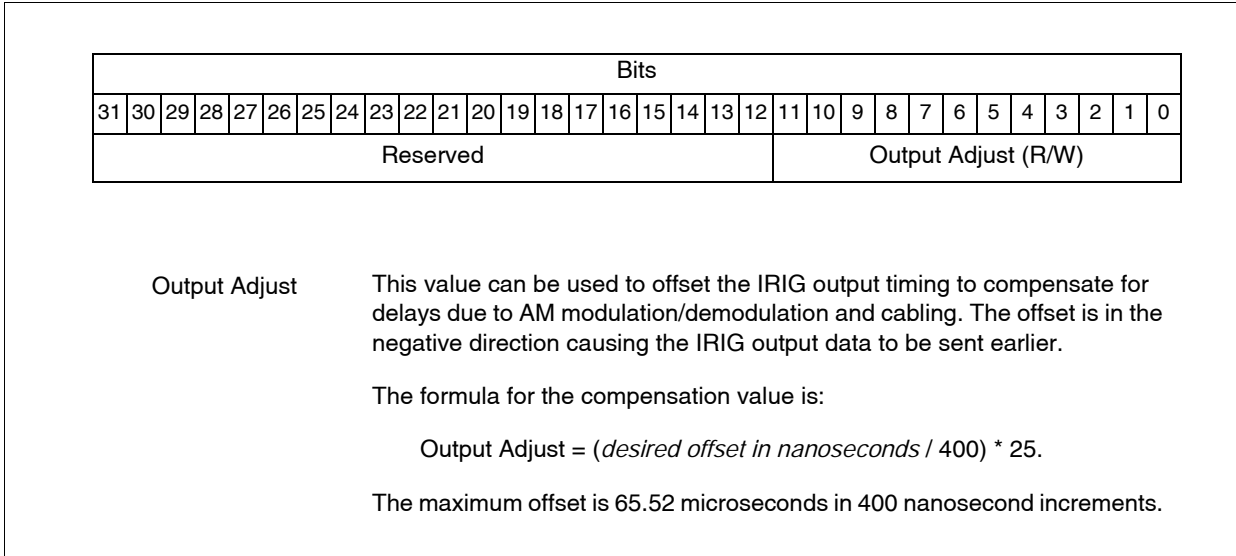 Bits
31 30 29 28 27 26 25 24 23 22 21 20 19 18 17 16 15 14 13 12 11 10 9 8 7 6 5 4 3 2 1 0
Reserved Output Adjust (R/W)
Output Adjust This value can be used to offset the IRIG output timing to compensate for
delays due to AM modulation/demodulation and cabling. The offset is in the
negative direction causing the IRIG output data to be sent earlier.
The formula for the compensation value is:
Output Adjust = (desired offset in nanoseconds / 400) * 25.
The maximum offset is 65.52 microseconds in 400 nanosecond increments.